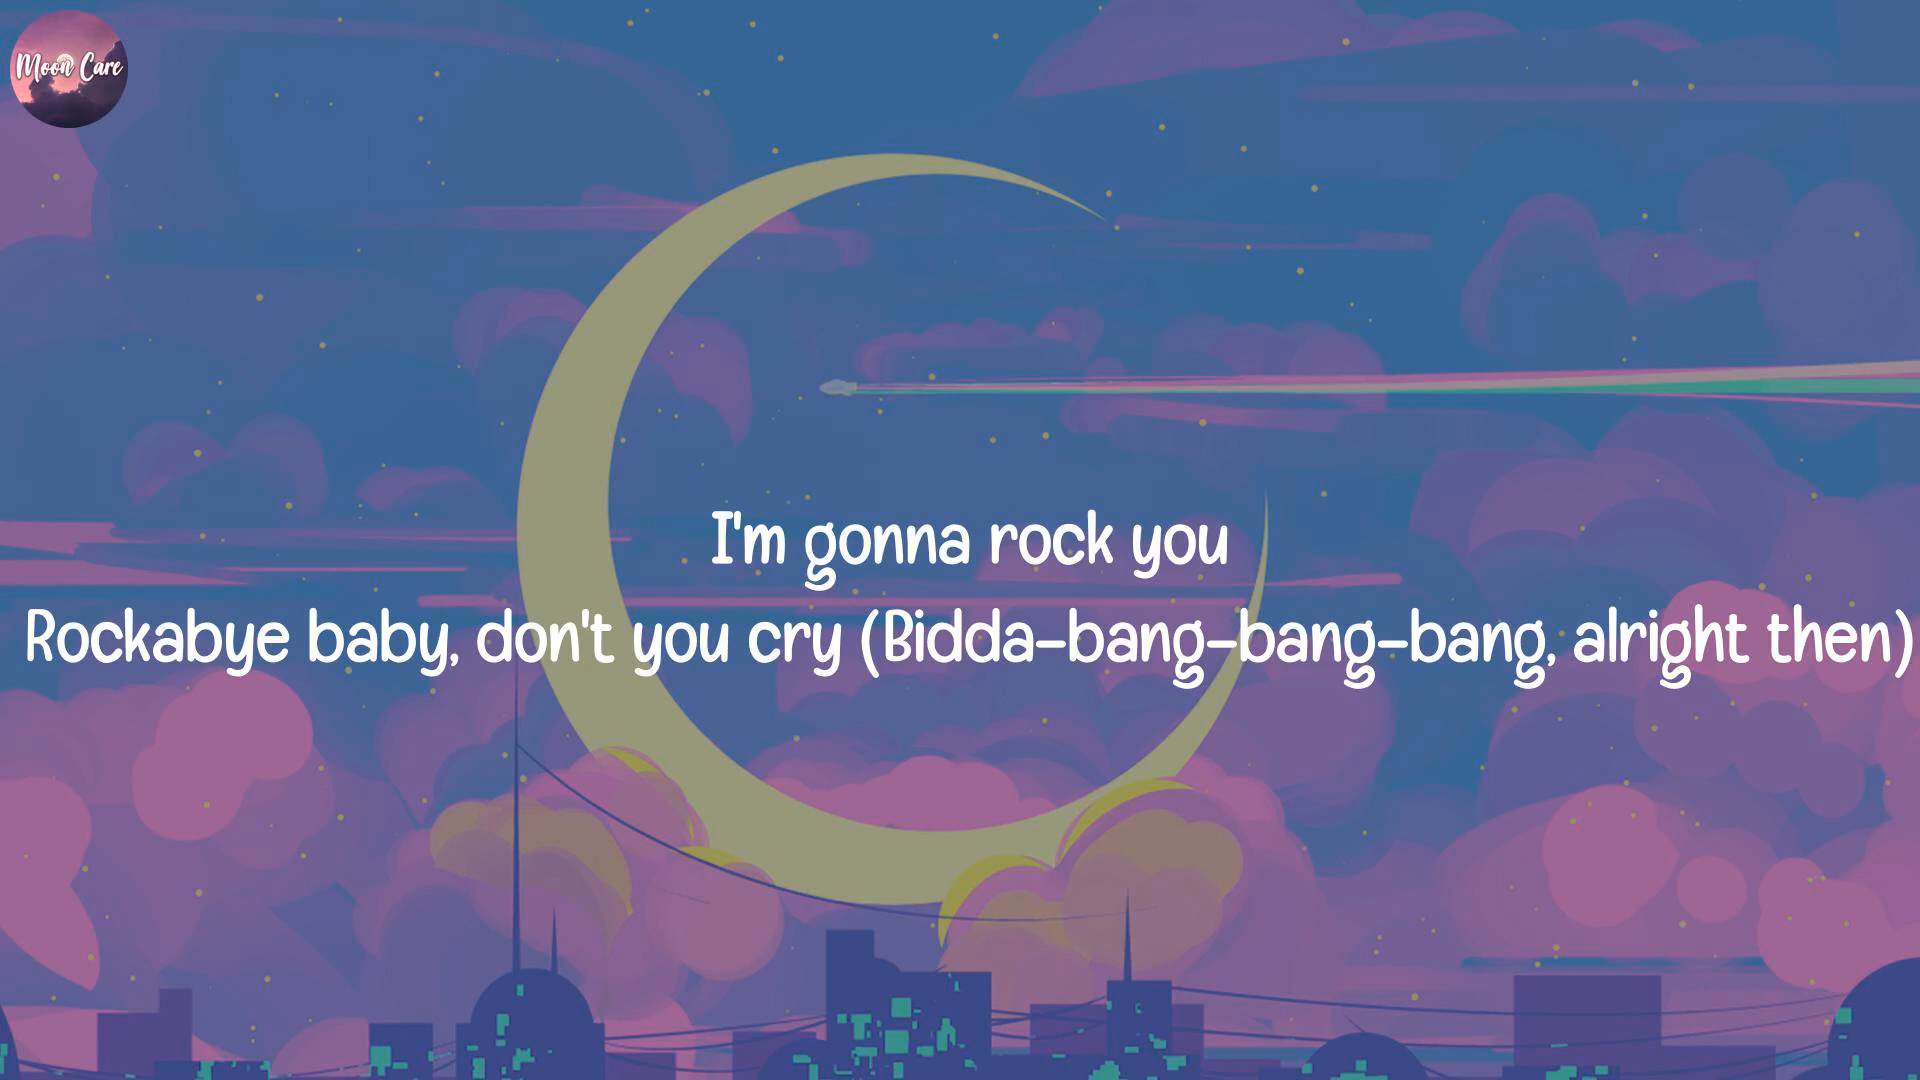 Moon Care
I'm gonna rock you
Rockabye baby, don't you cry (Bidda-bang-bang-bang, alright then)